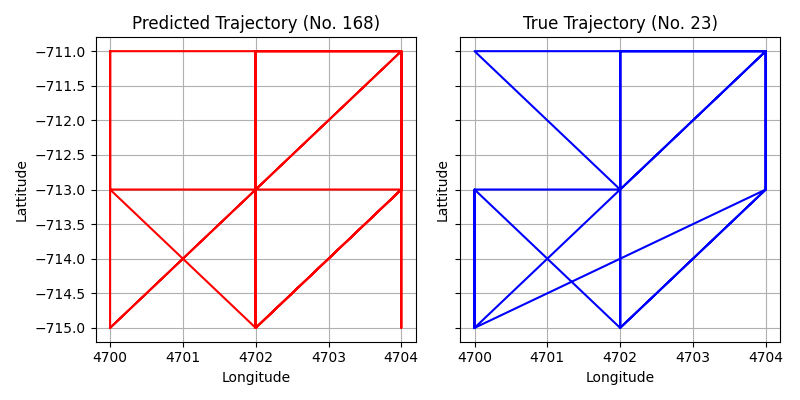 Predicted Trajectory (No. 168)
True Trajectory (No. 23)
−711.0
−711.5
−712.0
−712.5
−713.0
−713.5
−714.0
−714.5
−715.0
Lattitude
Lattitude
4700 4701 4702 4703 4704
4700 4701 4702 4703 4704
Longitude
Longitude